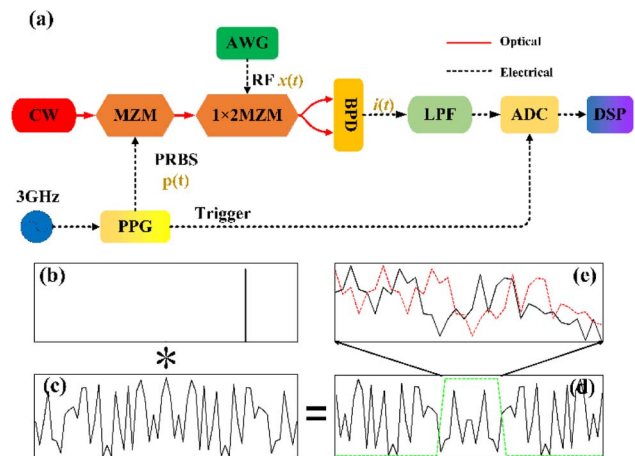 (a)
AWG
Optical
Electrical
RF x(t)
CW
MZM
1×2MZM
BPD
i(t)
LPF
ADC
DSP
PRBS
p(t)
3GHz
PPG
Trigger
(b)
(e)
*
(c)
=
(d)